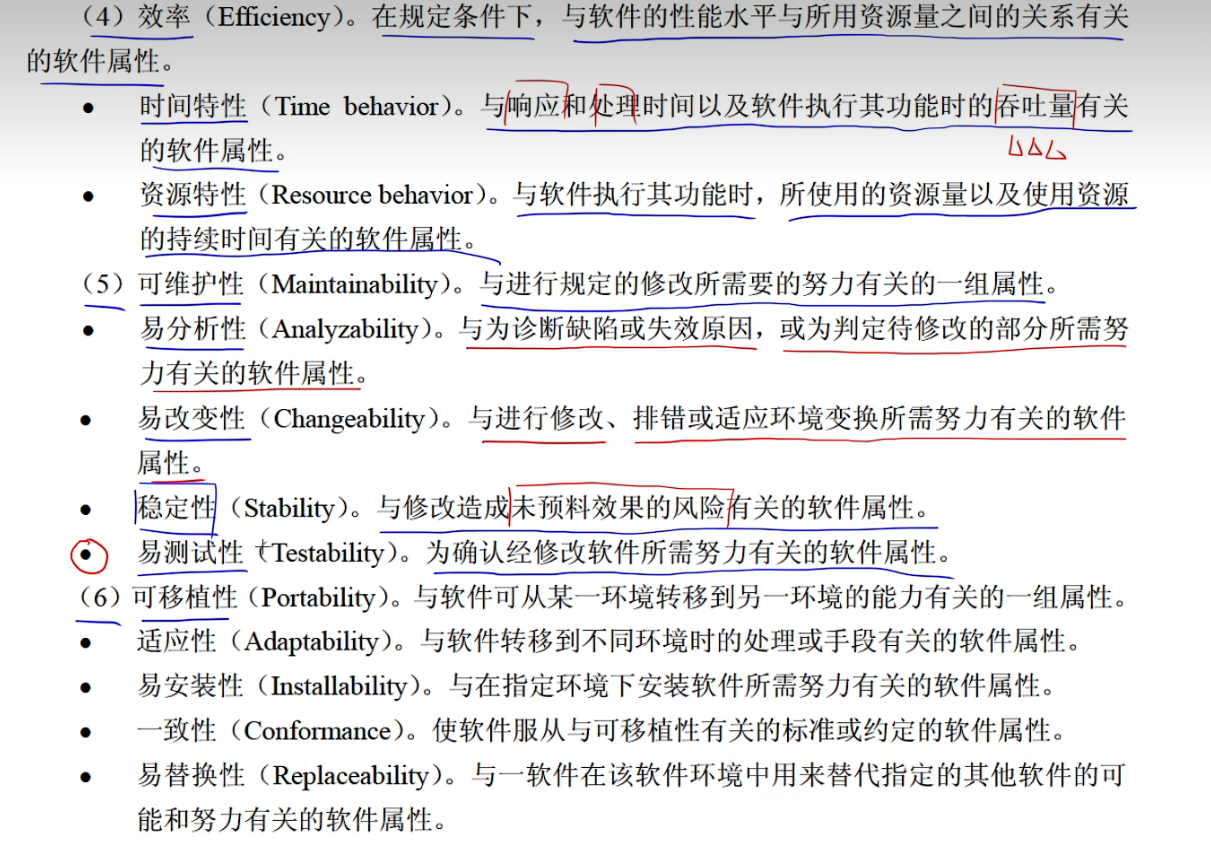 （4）效率（Efficiency）。在规定条件下，与软件的性能水平与所用资源量之间的关系有关
的软件属性。
● 时间特性（Time behavior）。与响应和处理时间以及软件执行其功能时的吞吐量有关
的软件属性。
● 资源特性（Resource behavior）。与软件执行其功能时，所使用的资源量以及使用资源
的持续时间有关的软件属性。
（5）可维护性（Maintainability）。与进行规定的修改所需要的努力有关的一组属性。
● 易分析性（Analyzability）。与为诊断缺陷或失效原因，或为判定待修改的部分所需努
力有关的软件属性。
● 易改变性（Changeability）。与进行修改、排错或适应环境变换所需努力有关的软件
属性。
● 稳定性（Stability）。与修改造成未预料效果的风险有关的软件属性。
● 易测试性（Testability）。为确认经修改软件所需努力有关的软件属性。
（6）可移植性（Portability）。与软件可从某一环境转移到另一环境的能力有关的一组属性。
● 适应性（Adaptability）。与软件转移到不同环境时的处理或手段有关的软件属性。
● 易安装性（Installability）。与在指定环境下安装软件所需努力有关的软件属性。
● 一致性（Conformance）。使软件服从与可移植性有关的标准或约定的软件属性。
● 易替换性（Replaceability）。与一软件在该软件环境中用来替代指定的其他软件的可
能和努力有关的软件属性。